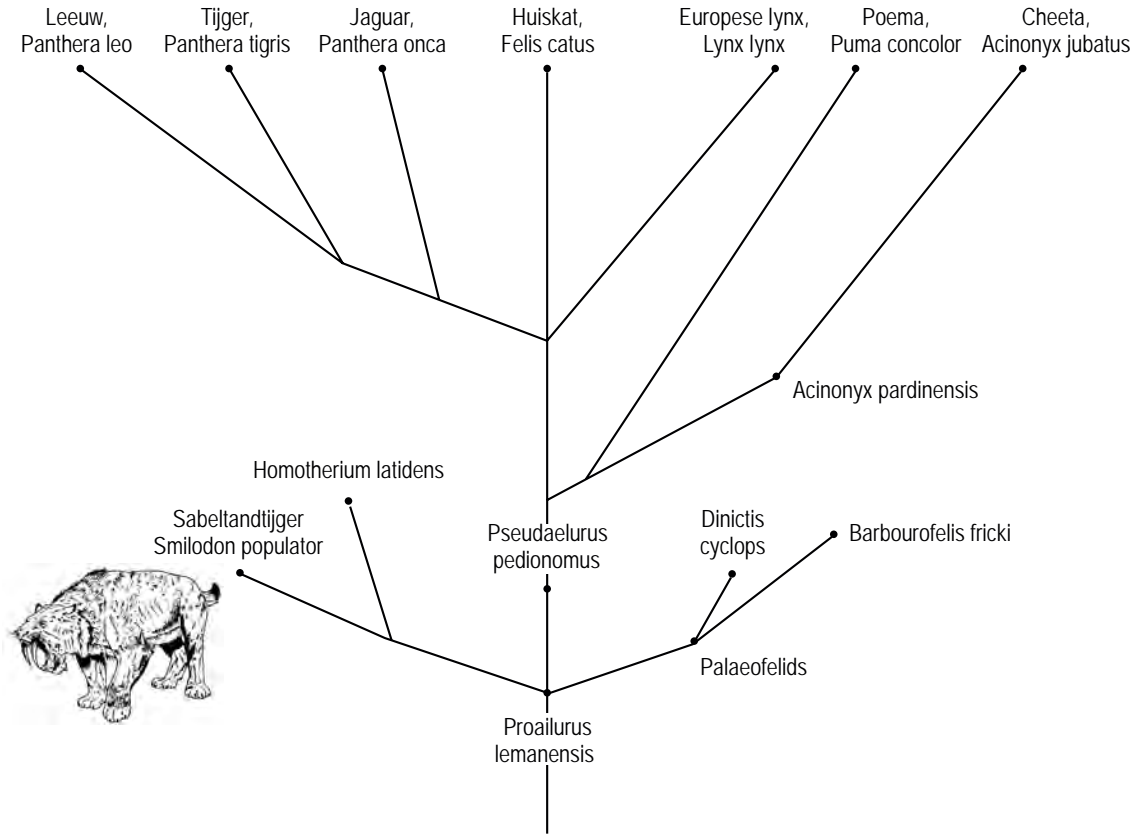 Leeuw,
Panthera leo
Tijger,
Panthera tigris
Jaguar,
Panthera onca
Huiskat,
Felis catus
Europese lynx,
Lynx lynx
Poema,
Puma concolor
Cheeta,
Acinonyx jubatus
Acinonyx pardinensis
Homotherium latidens
Sabeltandtijger
Smilodon populator
Pseudaelurus
pedionomus
Dinictis
cyclops
Barbourofelis fricki
Palaeofelids
Proailurus
lemanensis